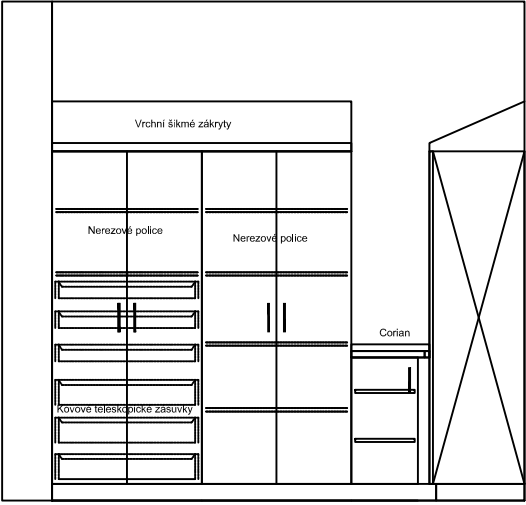 Vrchní šikmé zákryty
Nerezové police
Nerezové police
Corian
Kovové teleskopické zásuvky